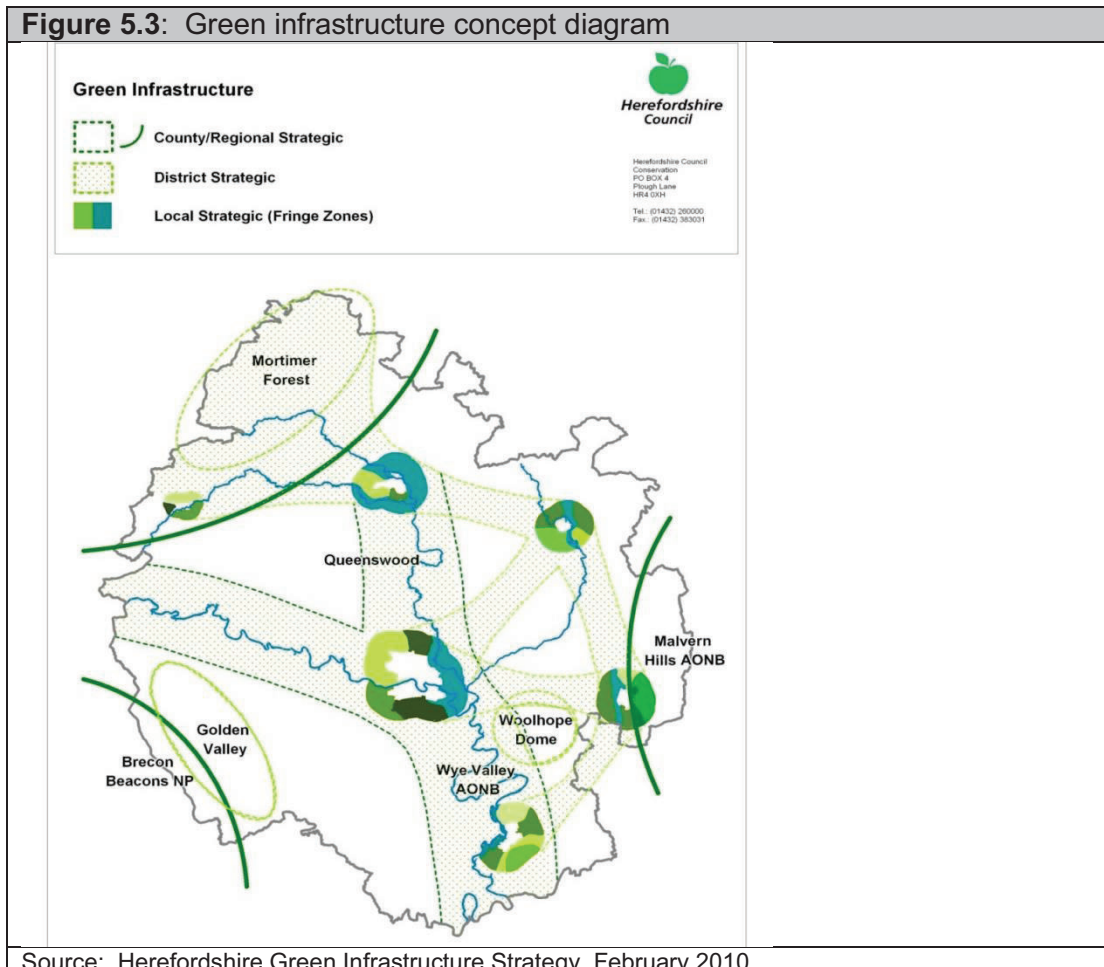 Figure 5.3: Green infrastructure concept diagram
Green Infrastructure
County/Regional Strategic
District Strategic
Local Strategic (Fringe Zones)
Herefordshire
Council
Herefordshire Council
Conservation
PO BOX 4
Plough Lane
HR4 0XH
Tel.: (01432) 260000
Fax.: (01432) 383031
Mortimer
Forest
Queenswood
Malvern
Hills AONB
Golden
Valley
Woolhope
Dome
Brecon
Beacons NP
Wye Valley
AONB
Source: Herefordshire Green Infrastructure Strategy, February 2010